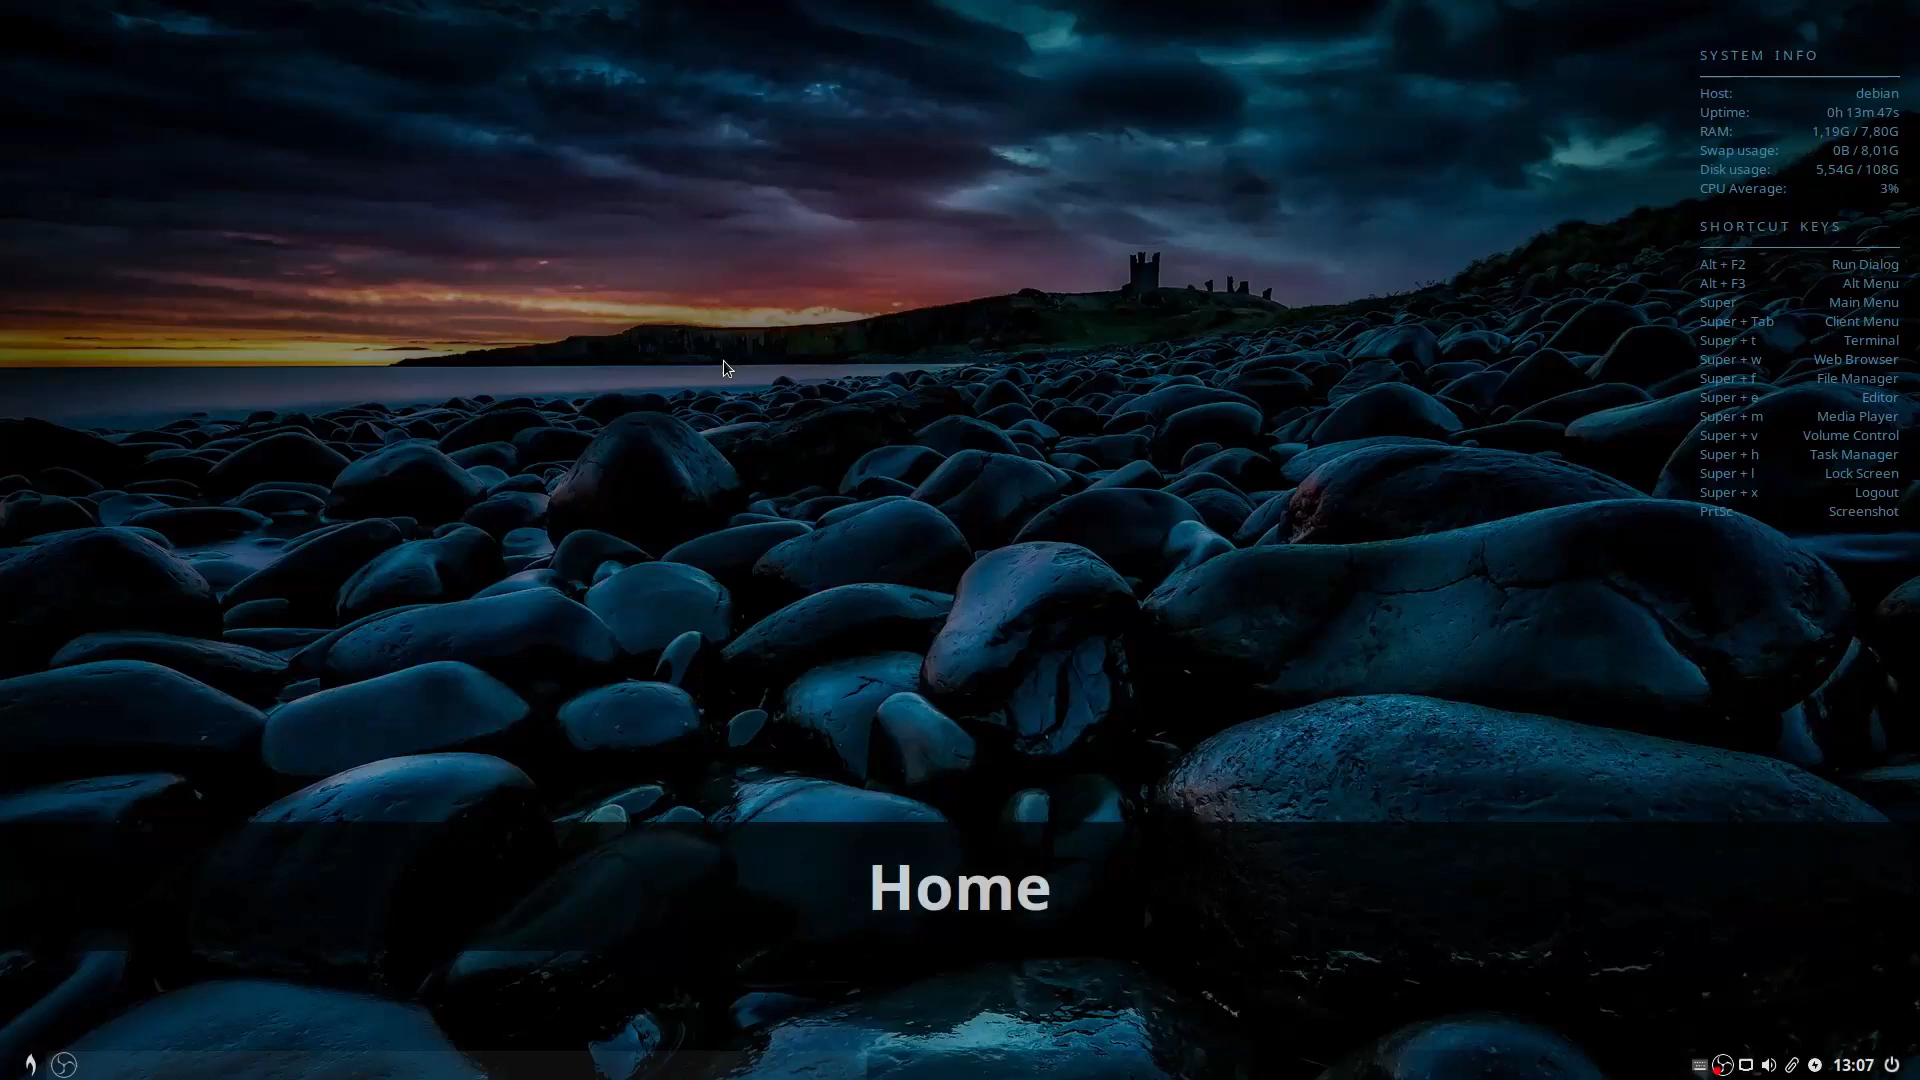 SYSTEM INFO
Host: debian
Uptime: 0h 13m 47s
RAM: 1,19G / 7,80G
Swap usage: 0B / 8,01G
Disk usage: 5,54G / 108G
CPU Average: 3%
SHORTCUT KEYS
Alt + F2 Run Dialog
Alt + F3 Alt Menu
Super Main Menu
Super + Tab Client Menu
Super + t Terminal
Super + w Web Browser
Super + f File Manager
Super + e Editor
Super + m Media Player
Super + v Volume Control
Super + h Task Manager
Super + l Lock Screen
Super + x Logout
PrtSc Screenshot
Home
13:07